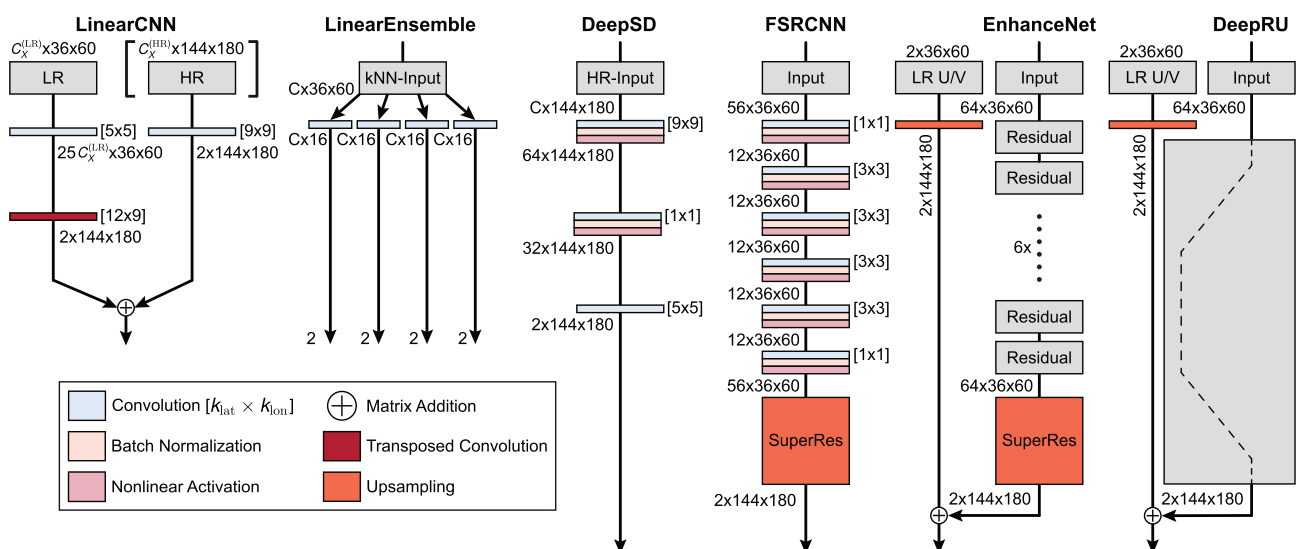 LinearCNN
C_X^(LR)x36x60
[C_X^(HR)x144x180]
LR
HR
[5x5]
[9x9]
25 C_X^(LR)x36x60
2x144x180
[12x9]
2x144x180
LinearEnsemble
kNN-Input
Cx36x60
Cx16
Cx16
Cx16
Cx16
2
2
2
2
DeepSD
HR-Input
Cx144x180
[9x9]
64x144x180
[1x1]
32x144x180
[5x5]
2x144x180
FSRCNN
Input
56x36x60
[1x1]
12x36x60
[3x3]
12x36x60
[3x3]
12x36x60
[3x3]
12x36x60
[3x3]
12x36x60
[1x1]
56x36x60
SuperRes
2x144x180
EnhanceNet
2x36x60
LR U/V
Input
64x36x60
2x144x180
Residual
Residual
6x
Residual
Residual
64x36x60
SuperRes
2x144x180
DeepRU
2x36x60
LR U/V
Input
64x36x60
2x144x180
2x144x180
Convolution [k_lat × k_lon]
Batch Normalization
Nonlinear Activation
Matrix Addition
Transposed Convolution
Upsampling